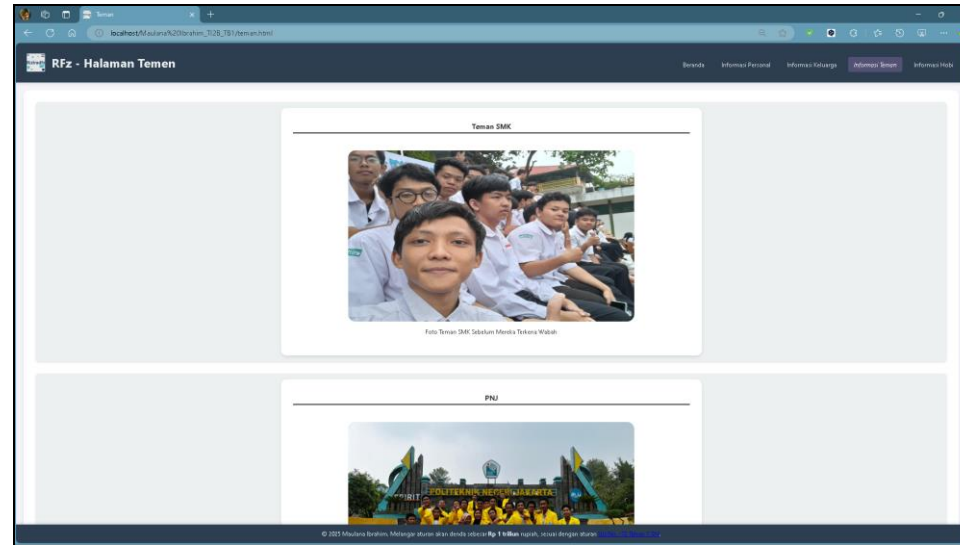 Teman
localhost/Maulana%20Ibrahim_TI2B_TB1/teman.html
RFz - Halaman Temen
Beranda
Informasi Personal
Informasi Keluarga
Informasi Temen
Informasi Hobi
Teman SMK
Foto Teman SMK Sebelum Mereka Terkena Wabah
PNJ
SPIRIT
POLITEKNIK NEGERI JAKARTA
© 2025 Maulana Ibrahim. Melanggar aturan akan denda sebesar Rp 1 triliun rupiah, sesuai dengan aturan